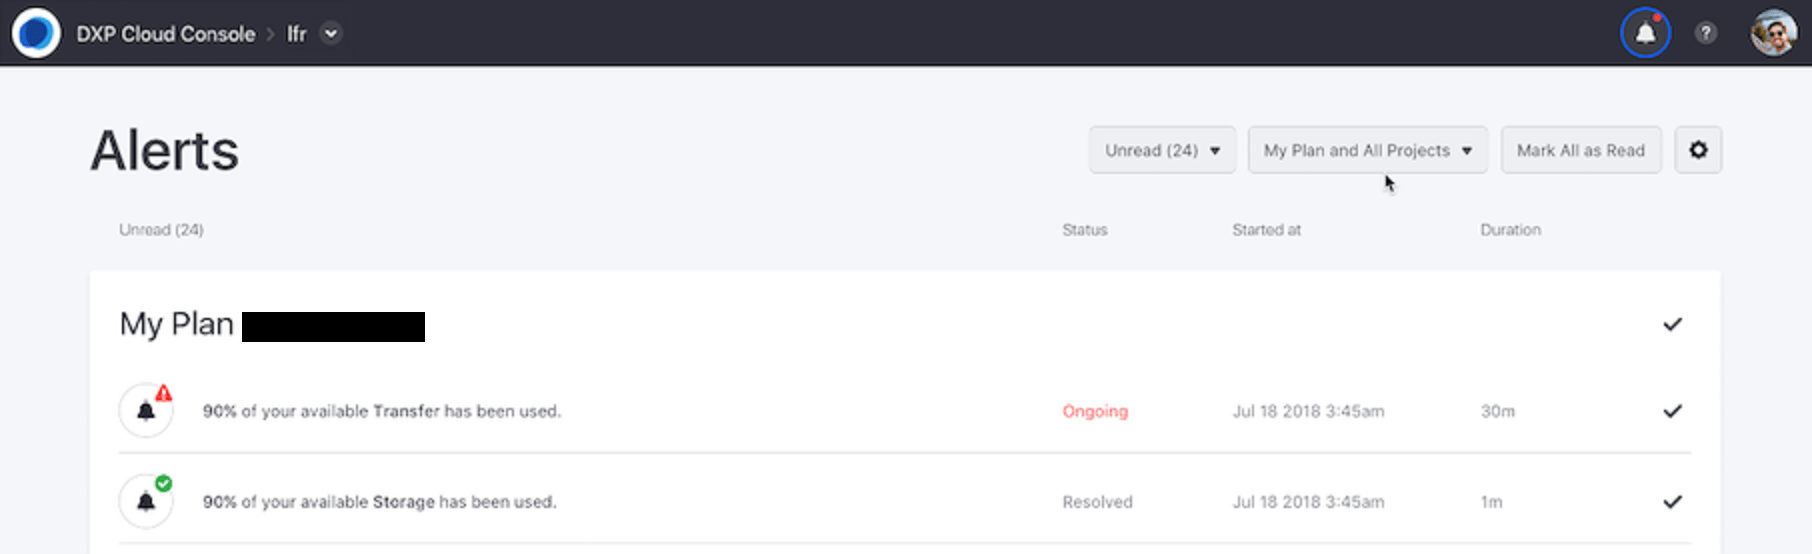 DXP Cloud Console > lfr
?
Alerts
Unread (24) My Plan and All Projects Mark All as Read
Unread (24) Status Started at Duration
My Plan
90% of your available Transfer has been used. Ongoing Jul 18 2018 3:45am 30m
90% of your available Storage has been used. Resolved Jul 18 2018 3:45am 1m